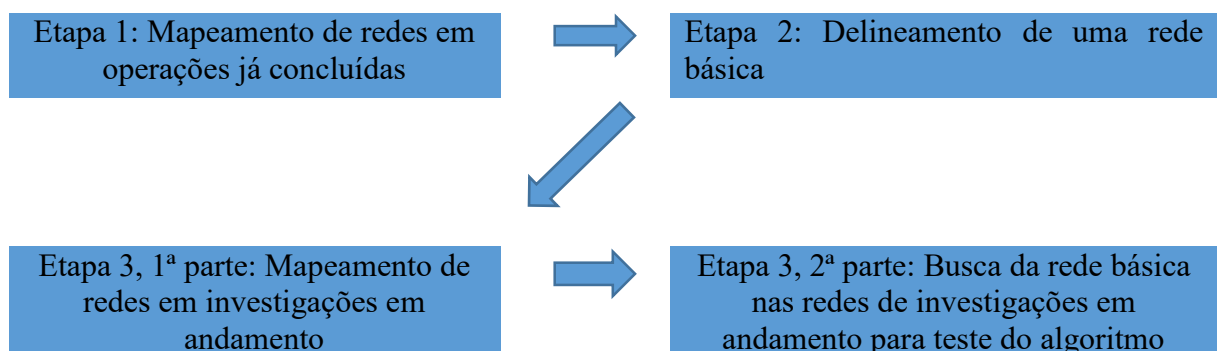 Etapa 1: Mapeamento de redes em
operações já concluídas
Etapa 2: Delineamento de uma rede
básica
Etapa 3, 1ª parte: Mapeamento de
redes em investigações em
andamento
Etapa 3, 2ª parte: Busca da rede básica
nas redes de investigações em
andamento para teste do algoritmo